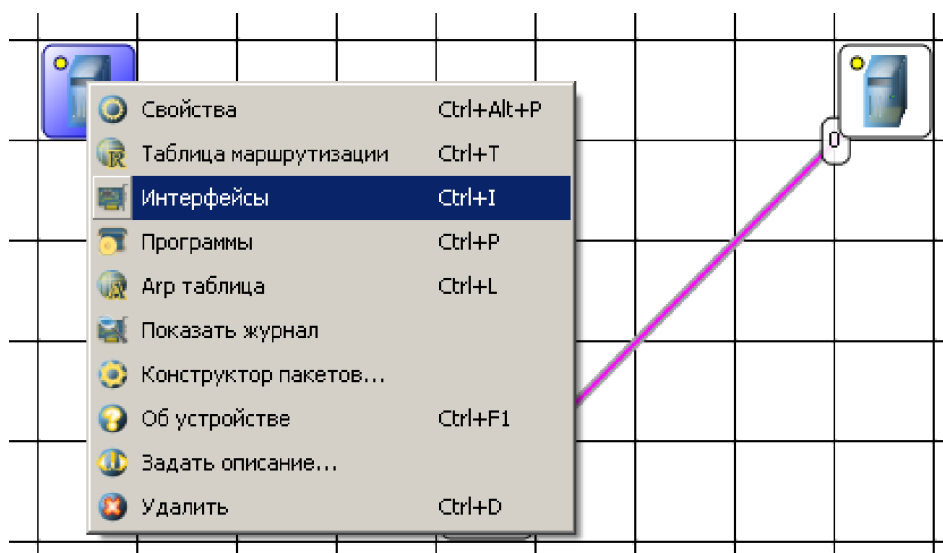 0
Свойства Ctrl+Alt+P
Таблица маршрутизации Ctrl+T
Интерфейсы Ctrl+I
Программы Ctrl+P
Arp таблица Ctrl+L
Показать журнал
Конструктор пакетов...
Об устройстве Ctrl+F1
Задать описание...
Удалить Ctrl+D